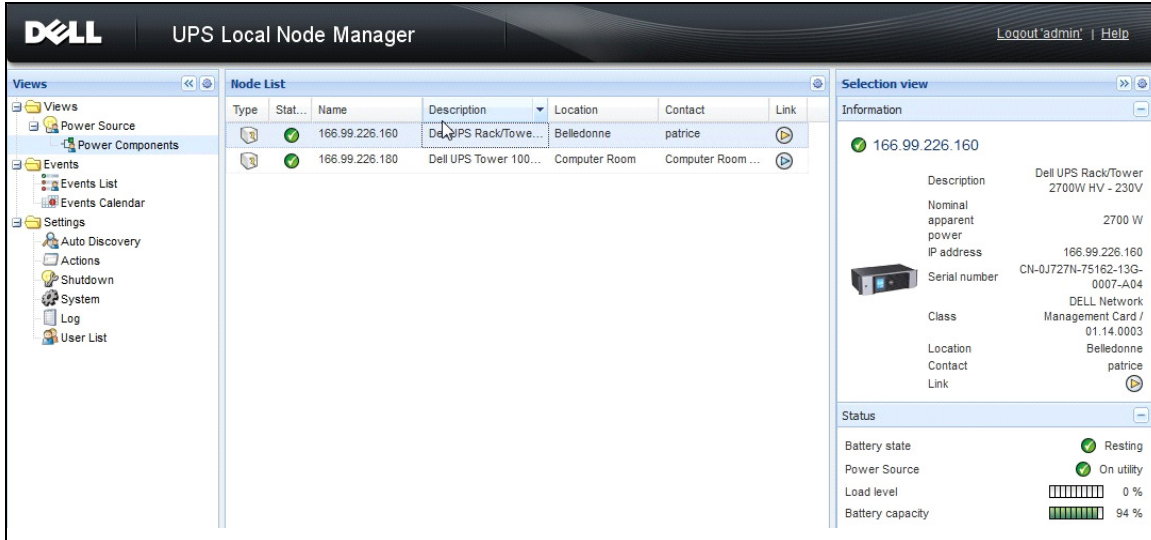 DELL UPS Local Node Manager Logout 'admin' | Help
Views
Views
Power Source
Power Components
Events
Events List
Events Calendar
Settings
Auto Discovery
Actions
Shutdown
System
Log
User List
Node List
Type Stat... Name Description Location Contact Link
166.99.226.160 Dell UPS Rack/Towe... Belledonne patrice
166.99.226.180 Dell UPS Tower 100... Computer Room Computer Room ...
Selection view
Information
166.99.226.160
Description Dell UPS Rack/Tower
2700W HV - 230V
Nominal
apparent 2700 W
power
IP address 166.99.226.160
Serial number CN-0J727N-75162-13G-
0007-A04
DELL Network
Class Management Card /
01.14.0003
Location Belledonne
Contact patrice
Link
Status
Battery state Resting
Power Source On utility
Load level 0 %
Battery capacity 94 %